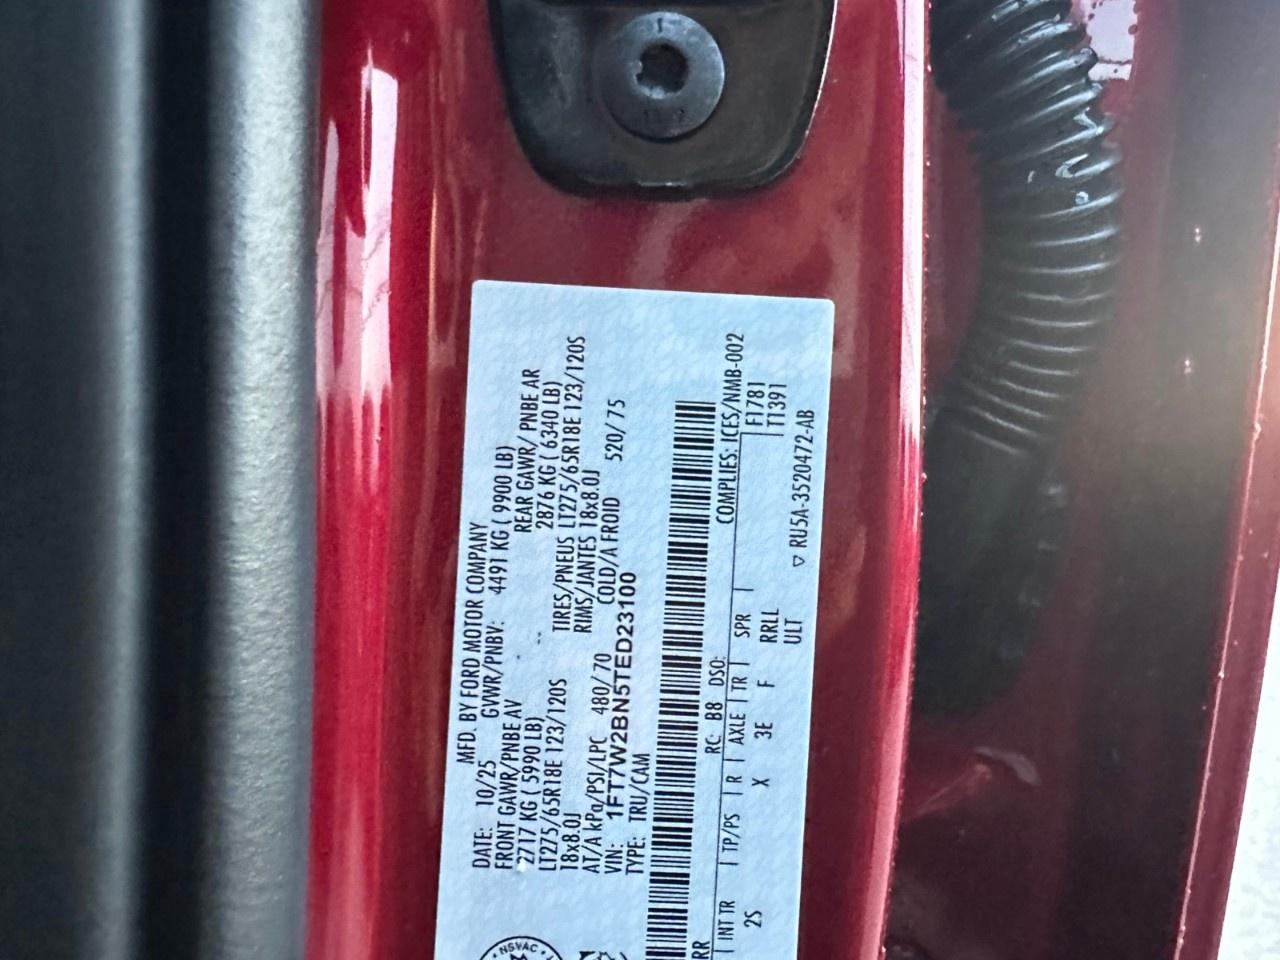 MFD. BY FORD MOTOR COMPANY
DATE: 10/25 GVWR/PNBV: 4491 KG ( 9900 LB)
FRONT GAWR/PNBE AV REAR GAWR/ PNBE AR
2717 KG ( 5990 LB) 2876 KG ( 6340 LB)
LT275/65R18E 123/120S TIRES/PNEUS LT275/65R18E 123/120S
18x8.0J RIMS/JANTES 18x8.0J
AT/A kPa/PSI/LPC 480/70 COLD/A FROID 520/75
VIN: 1FT7W2BN5TED23100
TYPE: TRU/CAM
COMPLIES: ICES/NMB-002
RR RC: B8 DSO: F1781
INT TR TP/PS R AXLE TR SPR T1391
2S X 3E F RRLL
ULT ▽ RU5A-3520472-AB
NSVAC